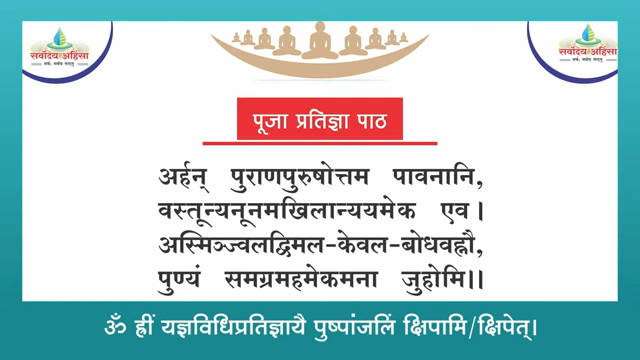 सर्वोदय अहिंसा
सर्वोदय अहिंसा
पूजा प्रतिज्ञा पाठ
अर्हन् पुराणपुरुषोत्तम पावनानि,
वस्तून्यनूनमखिलान्ययमेक एव।
अस्मिञ्ज्वलद्विमल-केवल-बोधवह्नौ,
पुण्यं समग्रमहमेकमना जुहोमि।।
ॐ ह्रीं यज्ञविधिप्रतिज्ञायै पुष्पांजलिं क्षिपामि/क्षिपेत्।